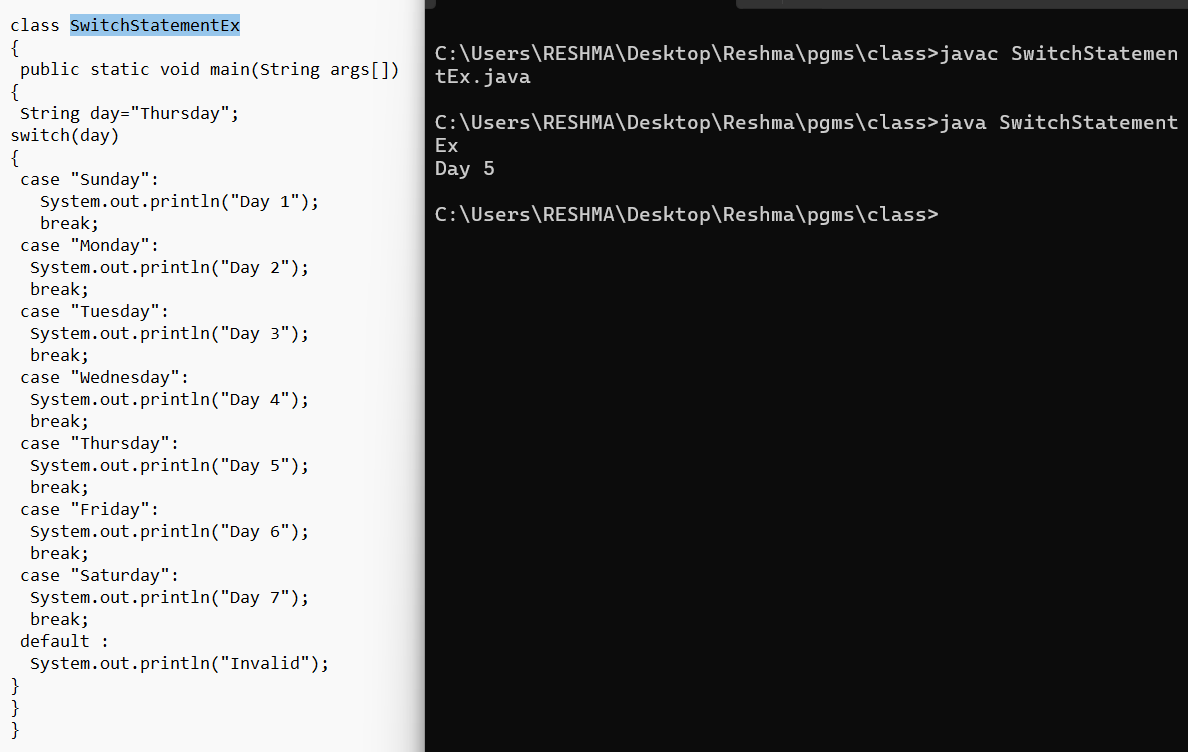 class SwitchStatementEx
{
 public static void main(String args[])
{
 String day="Thursday";
switch(day)
{
 case "Sunday":
   System.out.println("Day 1");
   break;
 case "Monday":
  System.out.println("Day 2");
  break;
 case "Tuesday":
  System.out.println("Day 3");
  break;
 case "Wednesday":
  System.out.println("Day 4");
  break;
 case "Thursday":
  System.out.println("Day 5");
  break;
 case "Friday":
  System.out.println("Day 6");
  break;
 case "Saturday":
  System.out.println("Day 7");
  break;
 default :
  System.out.println("Invalid");
}
}
}
C:\Users\RESHMA\Desktop\Reshma\pgms\class>javac SwitchStatemen
tEx.java
C:\Users\RESHMA\Desktop\Reshma\pgms\class>java SwitchStatement
Ex
Day 5
C:\Users\RESHMA\Desktop\Reshma\pgms\class>